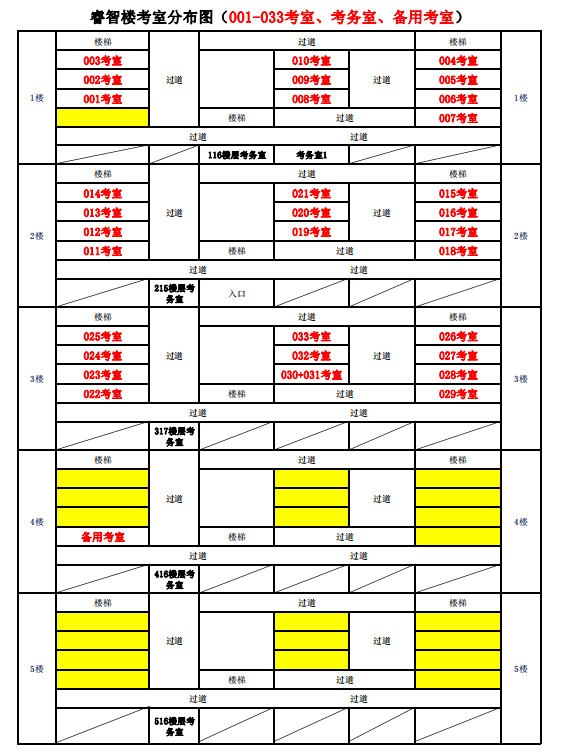 睿智楼考室分布图（001-033考室、考务室、备用考室）
楼梯 过道 楼梯
003考室 010考室 004考室
002考室 过道 009考室 过道 005考室
1楼 001考室 008考室 006考室 1楼
楼梯 过道 007考室
过道 过道
116楼层考务室 考务室1
楼梯 过道 楼梯
014考室 021考室 015考室
013考室 过道 020考室 过道 016考室
2楼 012考室 019考室 017考室 2楼
011考室 楼梯 过道 018考室
过道 过道
215楼层考
务室 入口
楼梯 过道 楼梯
025考室 033考室 026考室
024考室 过道 032考室 过道 027考室
3楼 023考室 030+031考室 028考室 3楼
022考室 楼梯 过道 029考室
过道 过道
317楼层考
务室
楼梯 过道 楼梯
过道 过道
4楼 4楼
备用考室 楼梯 过道
过道 过道
416楼层考
务室
楼梯 过道 楼梯
过道 过道
5楼 5楼
楼梯 过道
过道 过道
516楼层考
务室